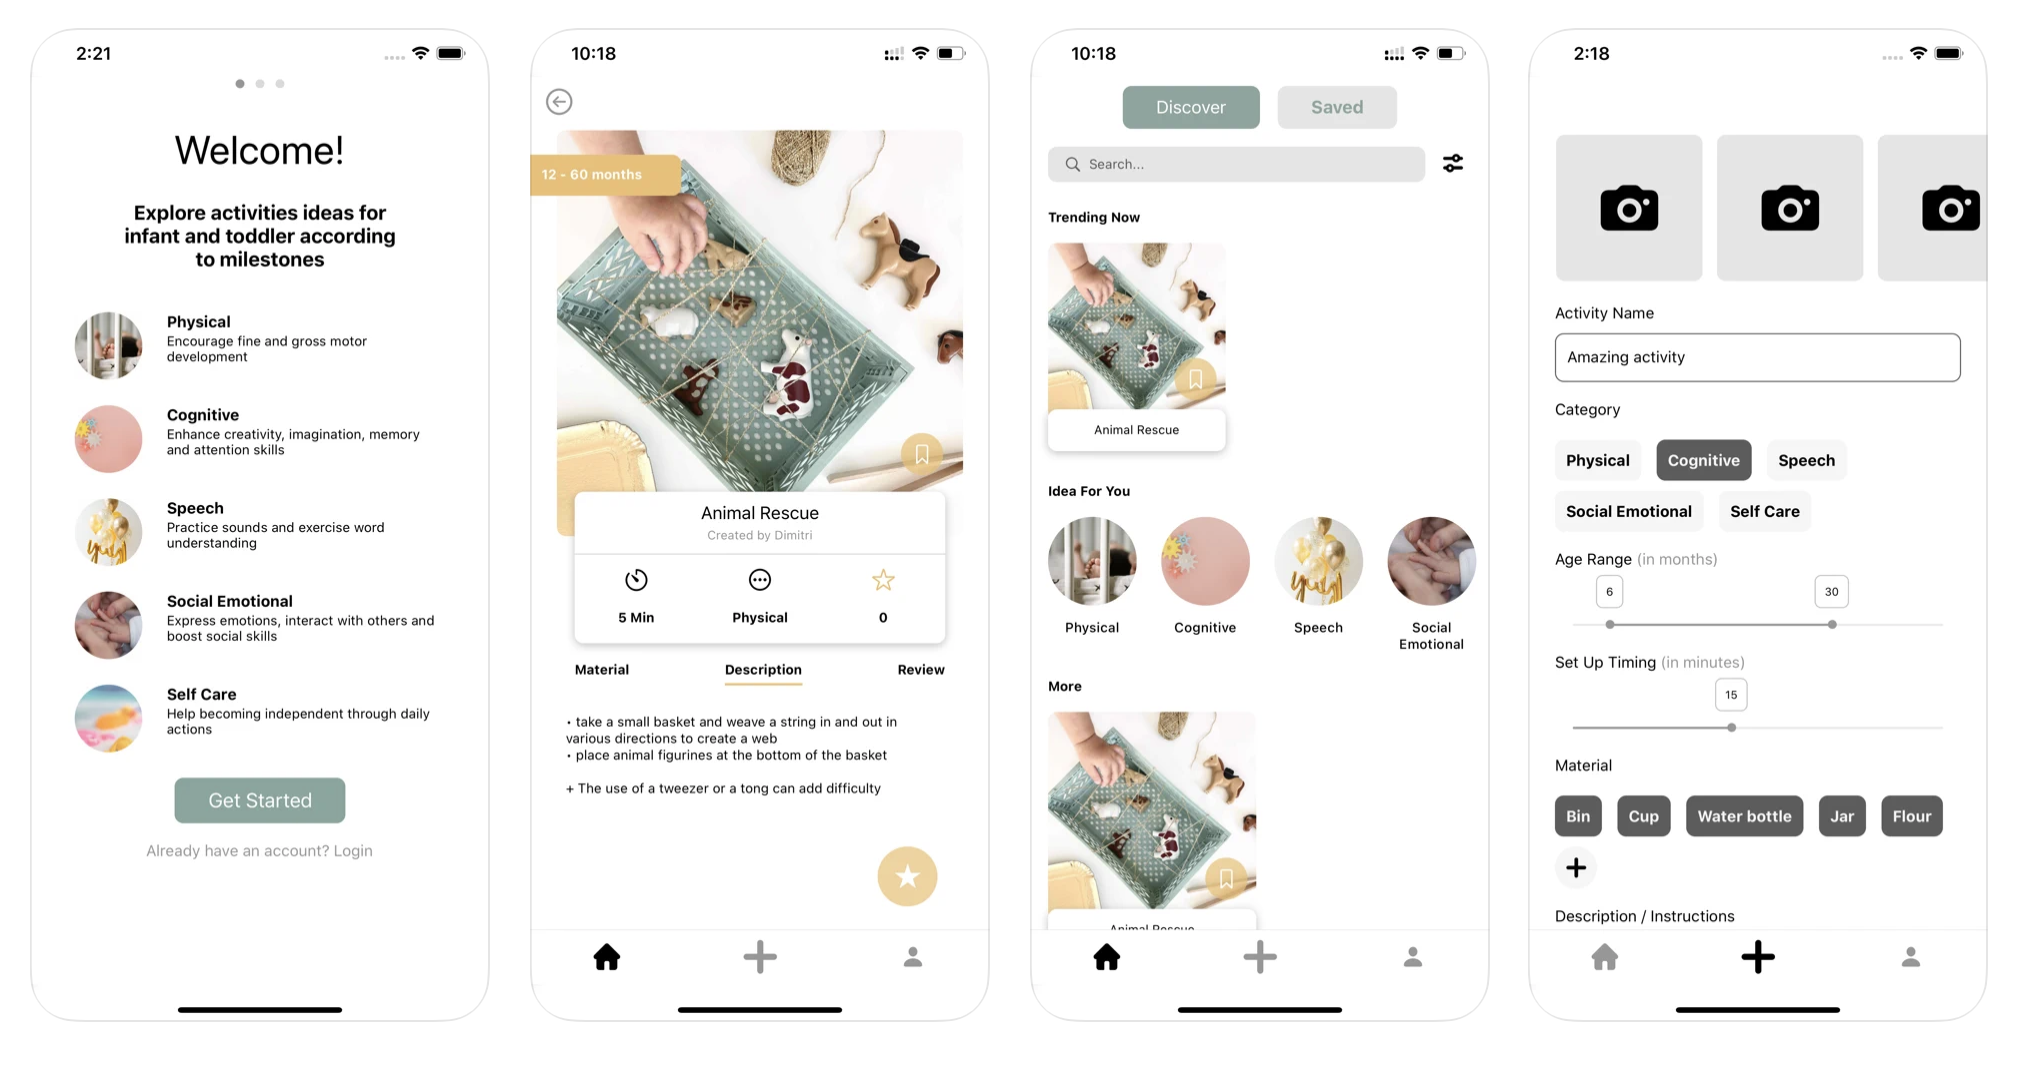 2:21
Welcome!
Explore activities ideas for
infant and toddler according
to milestones
Physical
Encourage fine and gross motor
development
Cognitive
Enhance creativity, imagination, memory
and attention skills
Speech
Practice sounds and exercise word
understanding
Social Emotional
Express emotions, interact with others and
boost social skills
Self Care
Help becoming independent through daily
actions
Get Started
Already have an account? Login
10:18
12 - 60 months
Animal Rescue
Created by Dimitri
5 Min
Physical
0
Material
Description
Review
• take a small basket and weave a string in and out in
various directions to create a web
• place animal figurines at the bottom of the basket
+ The use of a tweezer or a tong can add difficulty
10:18
Discover
Saved
Search...
Trending Now
Animal Rescue
Idea For You
Physical
Cognitive
Speech
Social
Emotional
More
Animal Rescue
2:18
Activity Name
Amazing activity
Category
Physical
Cognitive
Speech
Social Emotional
Self Care
Age Range (in months)
6
30
Set Up Timing (in minutes)
15
Material
Bin
Cup
Water bottle
Jar
Flour
Description / Instructions